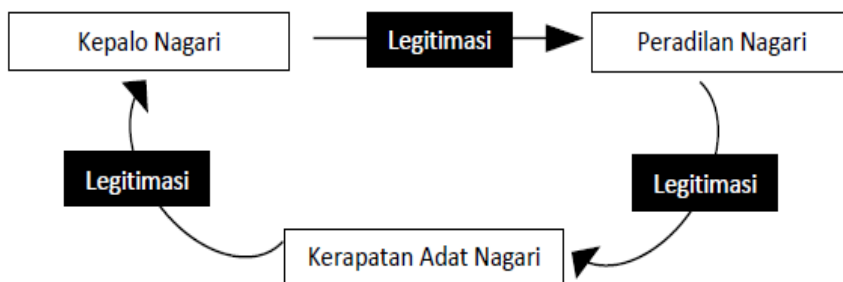 Kepalo Nagari
Legitimasi
Peradilan Nagari
Legitimasi
Legitimasi
Kerapatan Adat Nagari